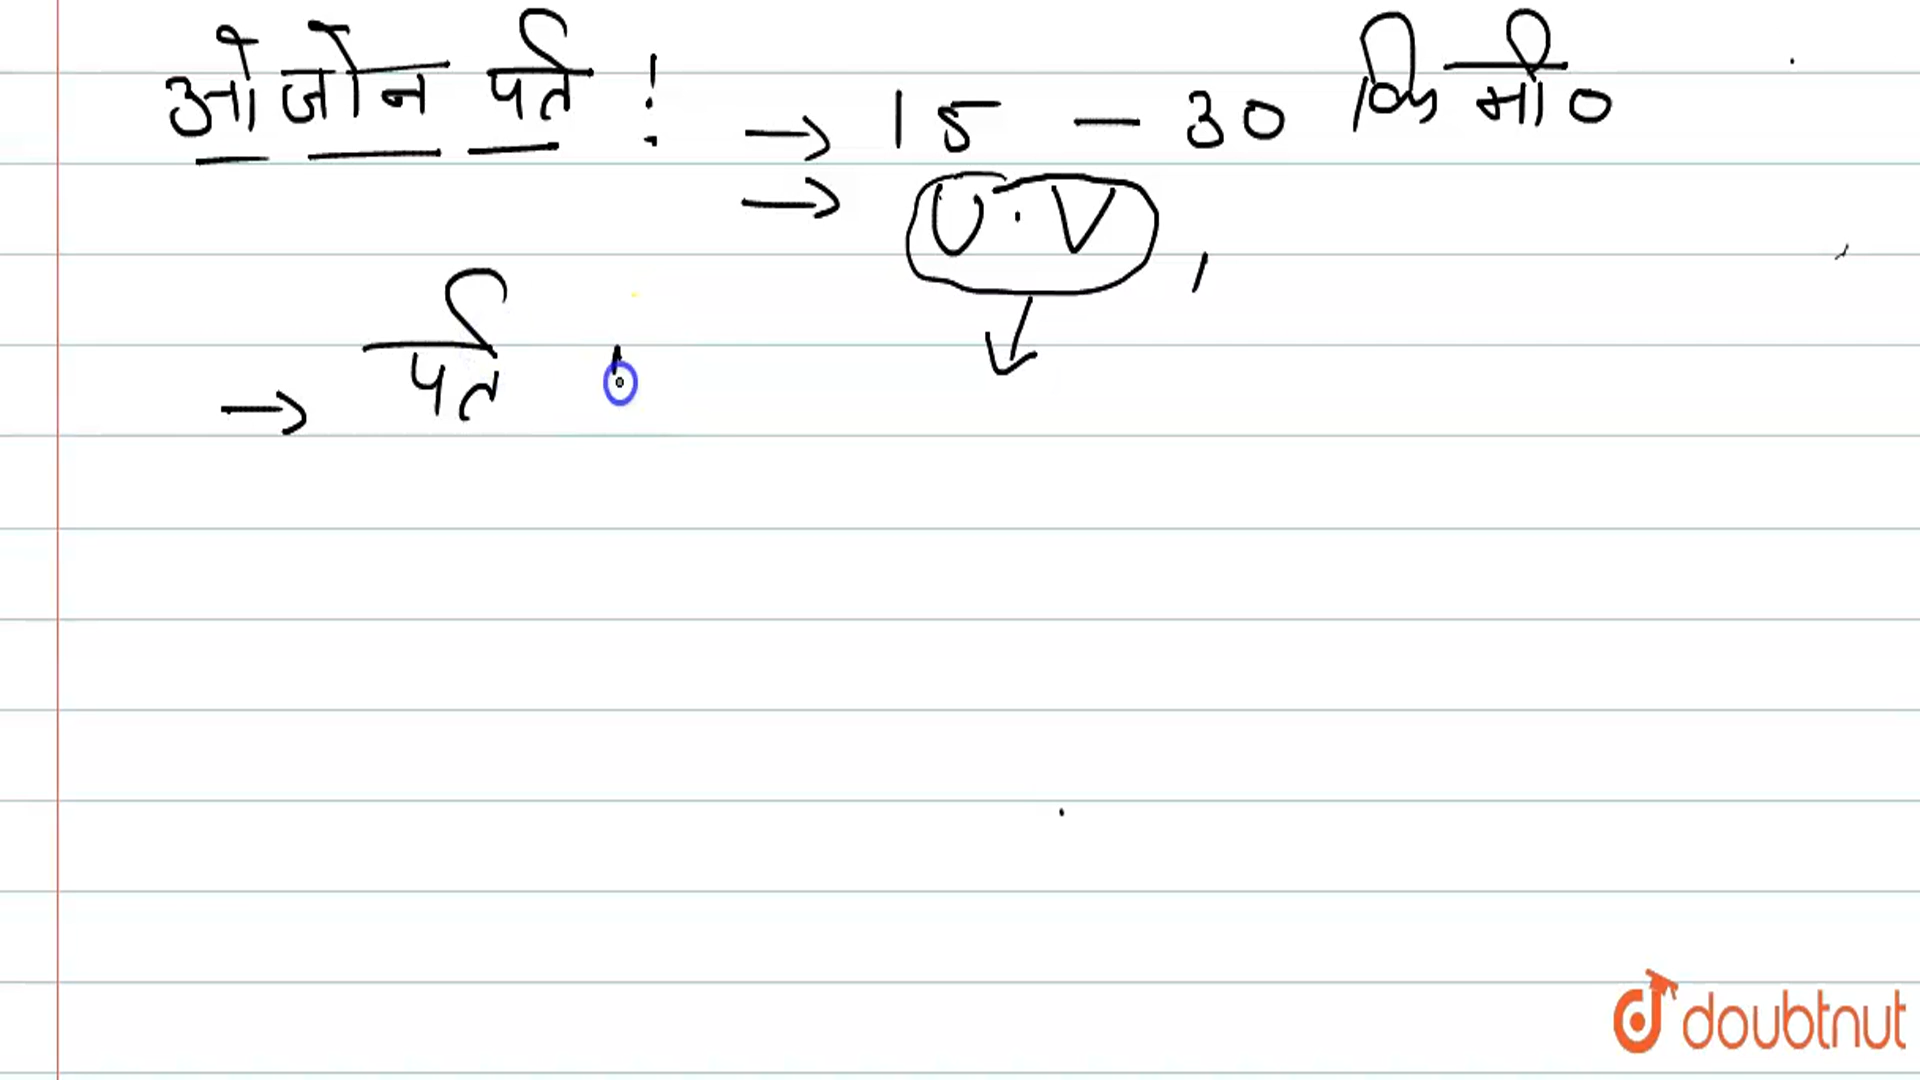 ओजोन पर्त ! → 15 - 30 कि मी०
→ U.V ,
→ पर्त
doubtnut